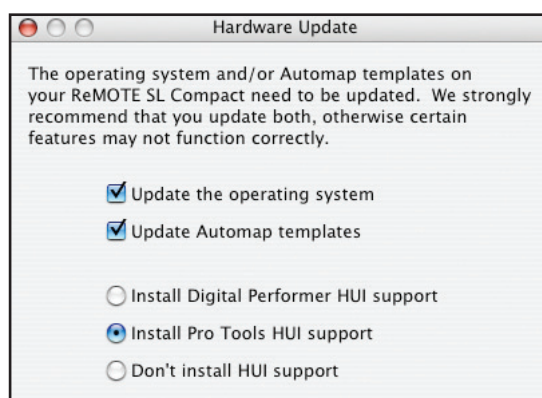 Hardware Update
The operating system and/or Automap templates on
your ReMOTE SL Compact need to be updated. We strongly
recommend that you update both, otherwise certain
features may not function correctly.
Update the operating system
Update Automap templates
Install Digital Performer HUI support
Install Pro Tools HUI support
Don't install HUI support